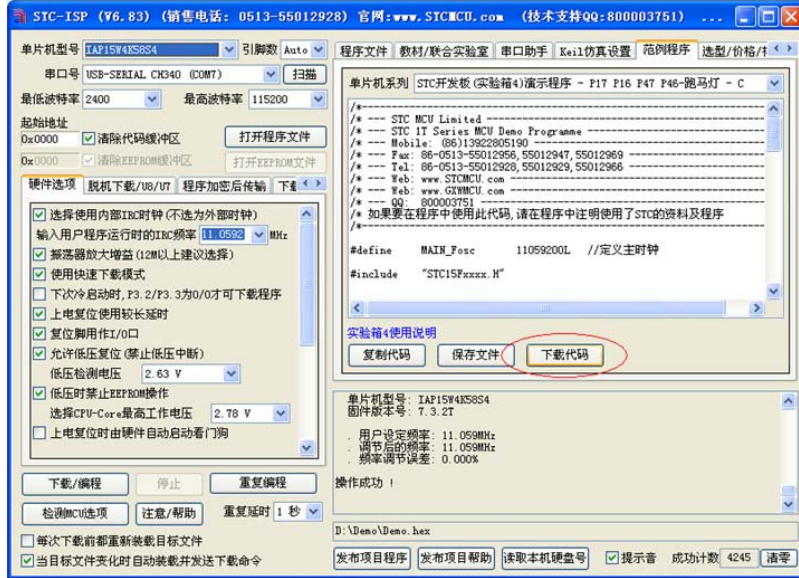 STC-ISP (V6.83) (销售电话: 0513-55012928) 官网:www.STCMCU.com (技术支持QQ:800003751) ...
单片机型号 IAP15W4K58S4 引脚数 Auto
串口号 USB-SERIAL CH340 (COM7) 扫描
最低波特率 2400 最高波特率 115200
起始地址
0x0000 清除代码缓冲区 打开程序文件
0x0000 清除EEPROM缓冲区 打开EEPROM文件
硬件选项 脱机下载/U8/U7 程序加密后传输
选择使用内部IRC时钟(不选为外部时钟)
输入用户程序运行时的IRC频率 11.0592 MHz
振荡器放大增益(12M以上建议选择)
使用快速下载模式
下次冷启动时,P3.2/P3.3为0/0才可下载程序
上电复位使用较长延时
复位脚用作I/O口
允许低压复位(禁止低压中断)
低压检测电压 2.63 V
低压时禁止EEPROM操作
选择CPU-Core最高工作电压 2.78 V
上电复位时由硬件自动启动看门狗
下载/编程 停止 重复编程
检测MCU选项 注意/帮助 重复延时 1 秒
每次下载前都重新装载目标文件
当目标文件变化时自动装载并发送下载命令
程序文件 教材/联合实验室 串口助手 Keil仿真设置 范例程序 选型/价格/
单片机系列 STC开发板(实验箱4)演示程序 - P17 P16 P47 P46-跑马灯 - C
/*---------------------------------------------------------------------
/* --- STC MCU Limited ------------------------------------------------
/* --- STC 1T Series MCU Demo Programme -------------------------------
/* --- Mobile: (86)13922805190 ----------------------------------------
/* --- Fax: 86-0513-55012956,55012947,55012969 ------------------------
/* --- Tel: 86-0513-55012928,55012929,55012966 ------------------------
/* --- Web: www.STCMCU.com --------------------------------------------
/* --- Web: www.GXWMCU.com --------------------------------------------
/* --- QQ: 800003751 --------------------------------------------------
/* 如果要在程序中使用此代码,请在程序中注明使用了STC的资料及程序
/*---------------------------------------------------------------------
#define MAIN_Fosc 11059200L //定义主时钟
#include "STC15Fxxxx.H"
实验箱4使用说明
复制代码 保存文件 下载代码
单片机型号: IAP15W4K58S4
固件版本号: 7.3.2T
. 用户设定频率: 11.059MHz
. 调节后的频率: 11.059MHz
. 频率调节误差: 0.000%
操作成功 !
D:\Demo\Demo.hex
发布项目程序 发布项目帮助 读取本机硬盘号 提示音 成功计数 4245 清零